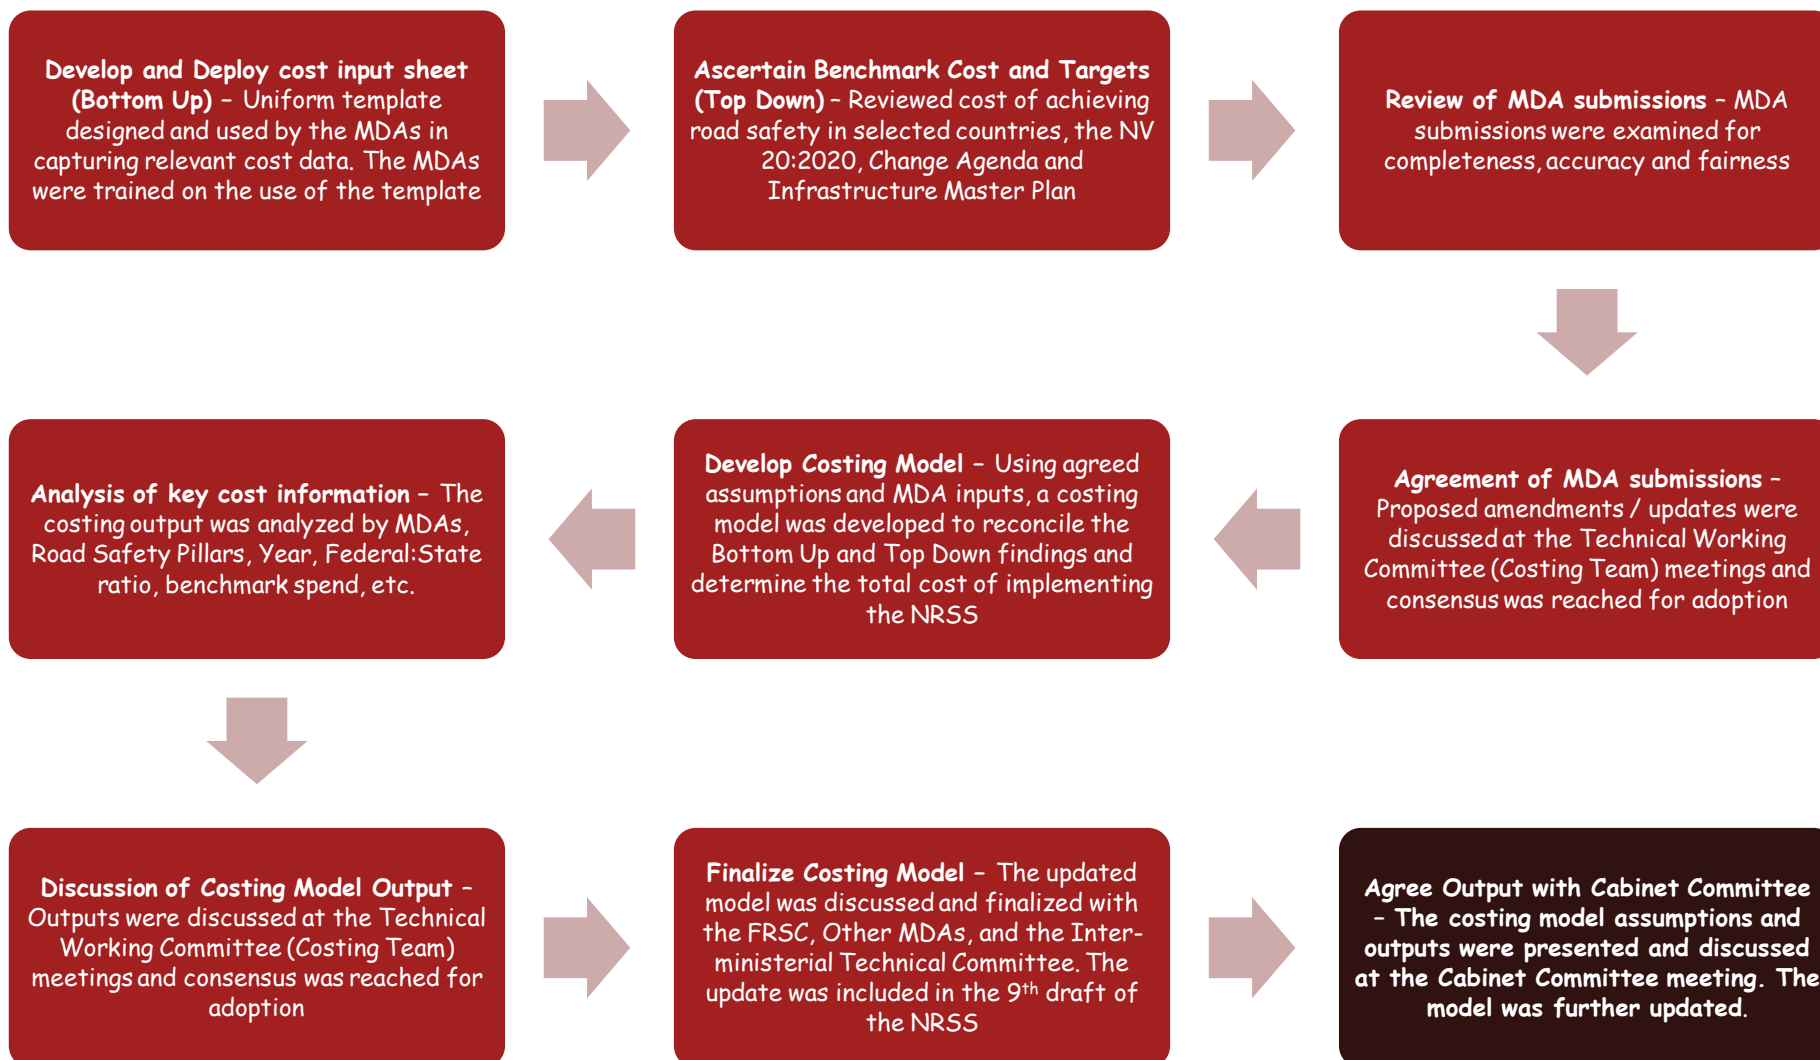 Develop and Deploy cost input sheet
(Bottom Up) – Uniform template
designed and used by the MDAs in
capturing relevant cost data. The MDAs
were trained on the use of the template
Ascertain Benchmark Cost and Targets
(Top Down) – Reviewed cost of achieving
road safety in selected countries, the NV
20:2020, Change Agenda and
Infrastructure Master Plan
Review of MDA submissions – MDA
submissions were examined for
completeness, accuracy and fairness
Agreement of MDA submissions –
Proposed amendments / updates were
discussed at the Technical Working
Committee (Costing Team) meetings and
consensus was reached for adoption
Develop Costing Model – Using agreed
assumptions and MDA inputs, a costing
model was developed to reconcile the
Bottom Up and Top Down findings and
determine the total cost of implementing
the NRSS
Analysis of key cost information – The
costing output was analyzed by MDAs,
Road Safety Pillars, Year, Federal:State
ratio, benchmark spend, etc.
Discussion of Costing Model Output –
Outputs were discussed at the Technical
Working Committee (Costing Team)
meetings and consensus was reached for
adoption
Finalize Costing Model – The updated
model was discussed and finalized with
the FRSC, Other MDAs, and the Inter-
ministerial Technical Committee. The
update was included in the 9th draft of
the NRSS
Agree Output with Cabinet Committee
– The costing model assumptions and
outputs were presented and discussed
at the Cabinet Committee meeting. The
model was further updated.